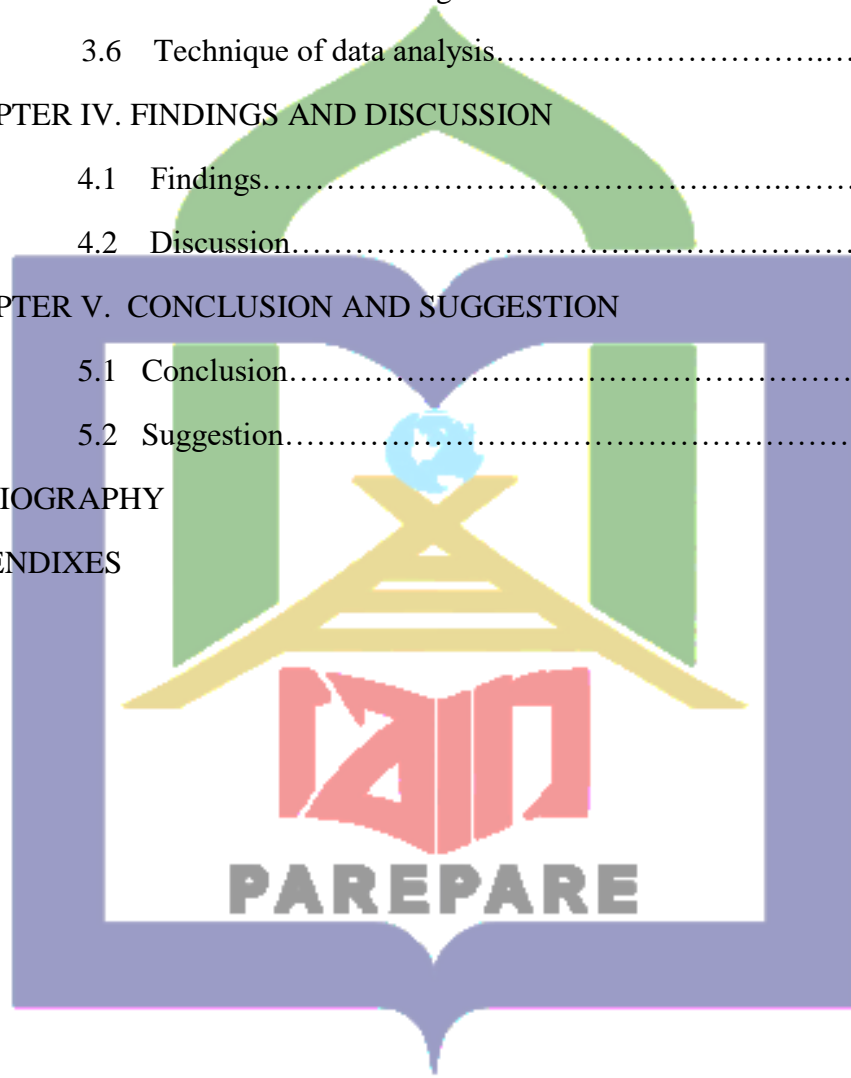 3.6 Technique of data analysis……………………………..…
PTER IV. FINDINGS AND DISCUSSION
4.1 Findings……………………………………………..……
4.2 Discussion…………………………………………………
PTER V. CONCLUSION AND SUGGESTION
5.1 Conclusion…………………………………………………
5.2 Suggestion…………………………………………………
IOGRAPHY
ENDIXES
iain
PAREPARE